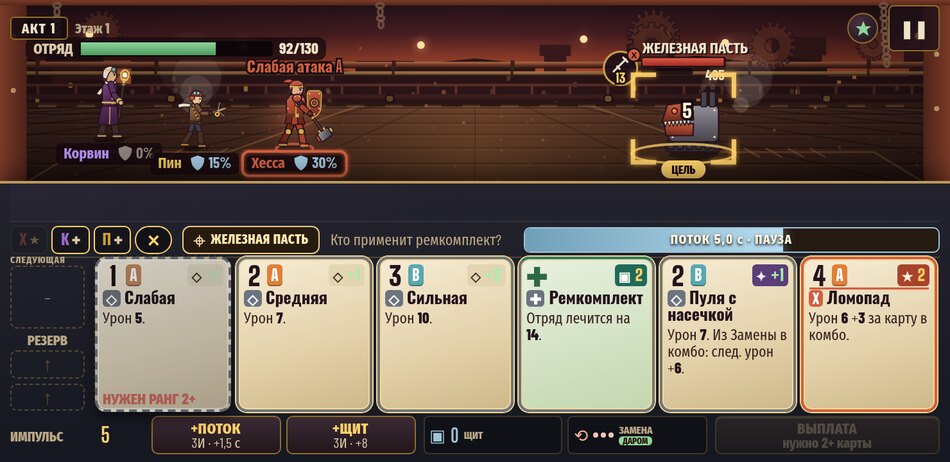 АКТ 1 Этаж 1
ОТРЯД 92/130
Слабая атака А
ЖЕЛЕЗНАЯ ПАСТЬ
13
5
Корвин 0%
Пин 15%
Хесса 30%
ЦЕЛЬ
Х★ К+ П+ ✕ ЖЕЛЕЗНАЯ ПАСТЬ Кто применит ремкомплект? ПОТОК 5,0 с · ПАУЗА
СЛЕДУЮЩАЯ
–
РЕЗЕРВ
↑
↑
1 А +1
Слабая
Урон 5.
НУЖЕН РАНГ 2+
2 А +1
Средняя
Урон 7.
3 В +2
Сильная
Урон 10.
2
Ремкомплект
Отряд лечится на
14.
2 В +1
Пуля с
насечкой
Урон 7. Из Замены в
комбо: след. урон
+6.
4 А ★ 2
Х Ломопад
Урон 6 +3 за карту в
комбо.
ИМПУЛЬС 5
+ПОТОК
3И · +1,5 с
+ЩИТ
3И · +8
0 ЩИТ
ЗАМЕНА
ДАРОМ
ВЫПЛАТА
нужно 2+ карты